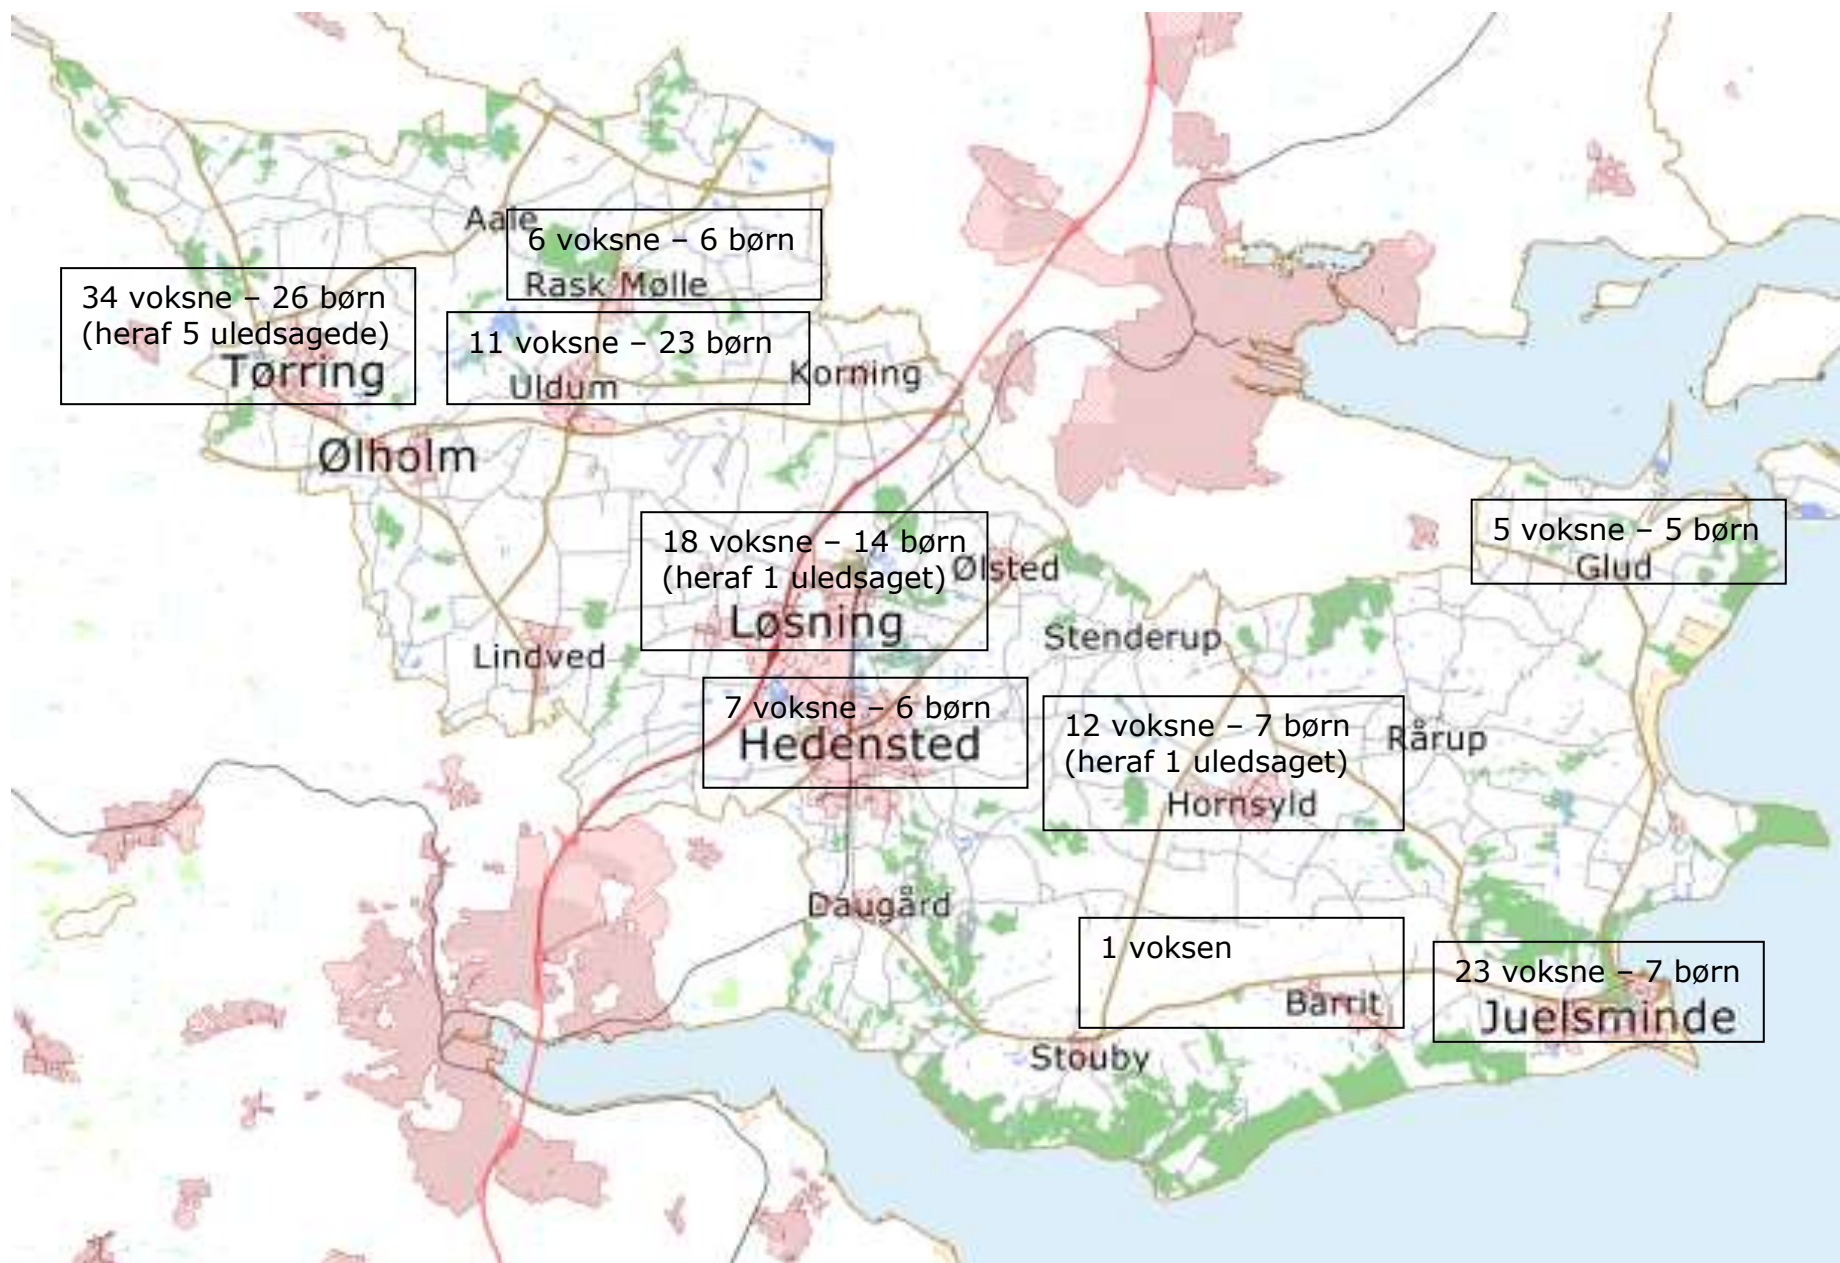 Aale
6 voksne – 6 børn
Rask Mølle
34 voksne – 26 børn
(heraf 5 uledsagede)
Tørring
11 voksne – 23 børn
Uldum
Korning
Ølholm
18 voksne – 14 børn
(heraf 1 uledsaget)
Løsning
Ølsted
5 voksne – 5 børn
Glud
Lindved
Stenderup
7 voksne – 6 børn
Hedensted
12 voksne – 7 børn
(heraf 1 uledsaget)
Hornsyld
Rårup
Daugård
1 voksen
Barrit
23 voksne – 7 børn
Juelsminde
Stouby